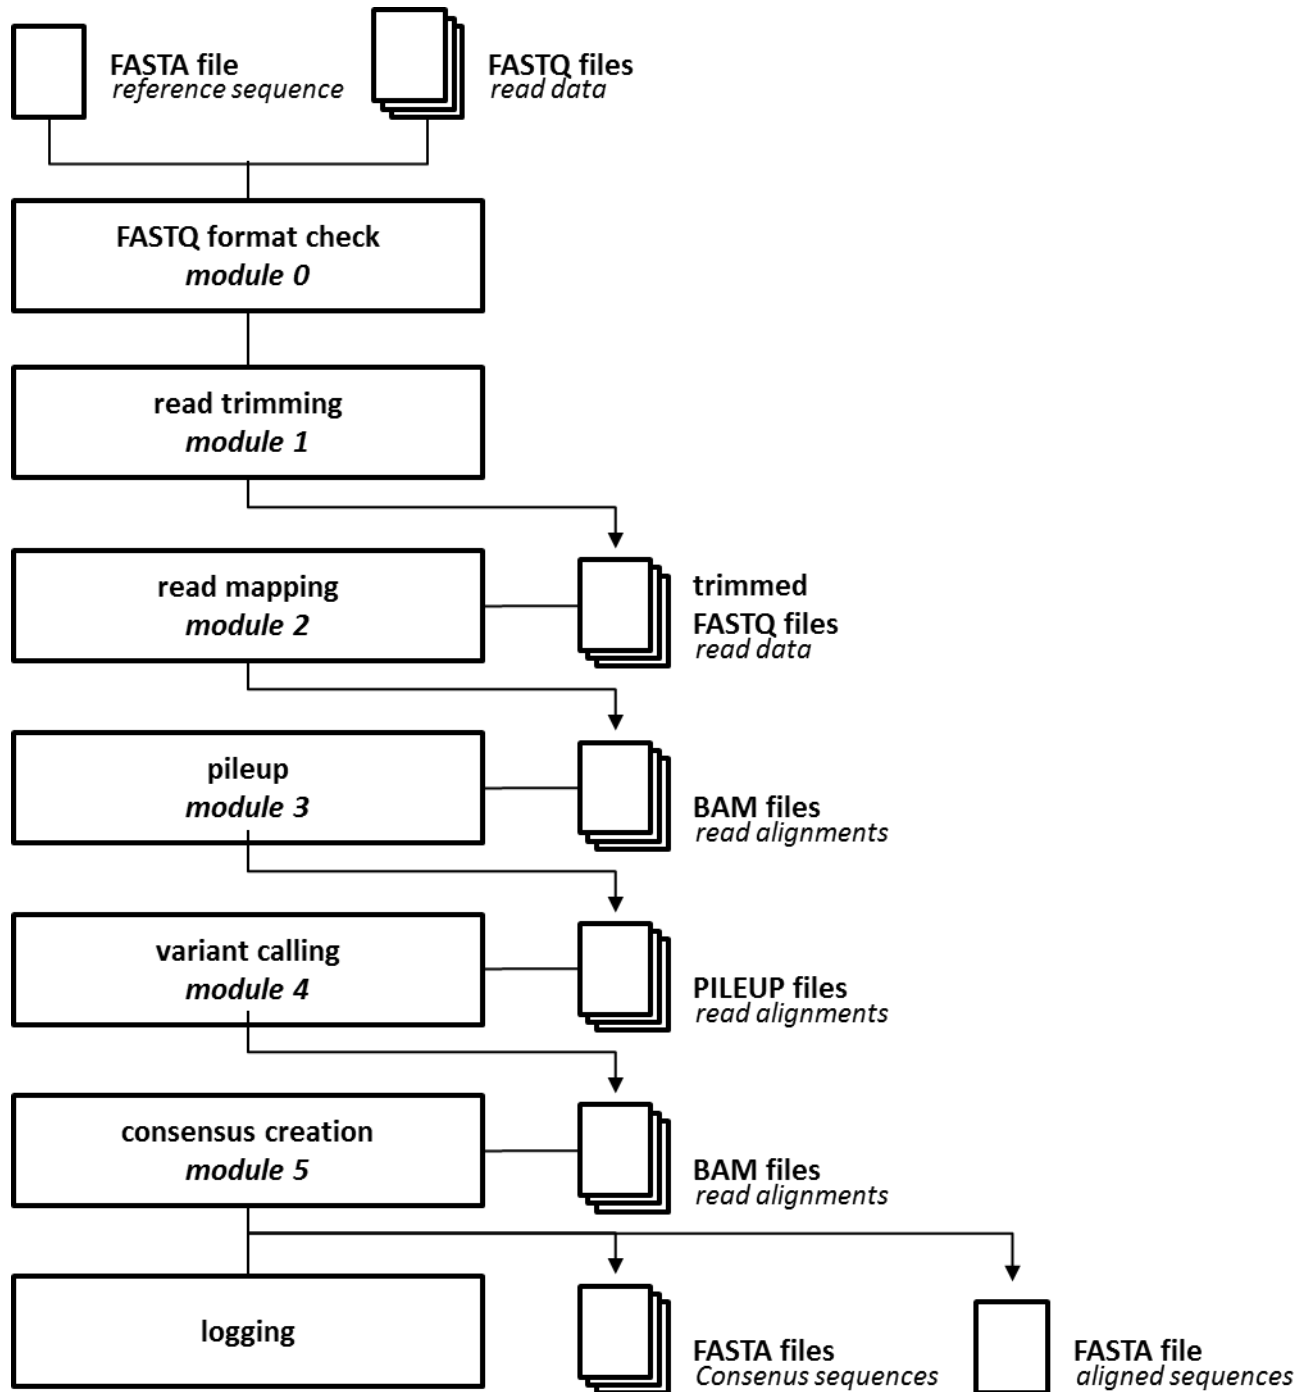 FASTA file
reference sequence
FASTQ files
read data
FASTQ format check
module 0
read trimming
module 1
read mapping
module 2
trimmed
FASTQ files
read data
pileup
module 3
BAM files
read alignments
variant calling
module 4
PILEUP files
read alignments
consensus creation
module 5
BAM files
read alignments
logging
FASTA files
Consenus sequences
FASTA file
aligned sequences